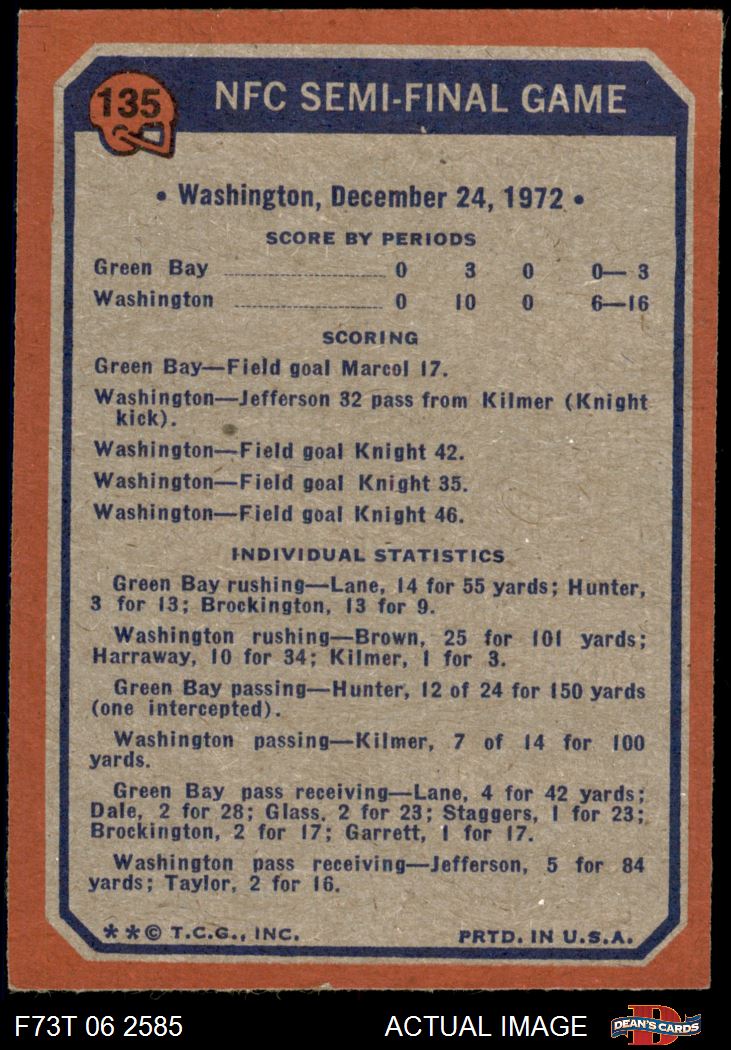 135
NFC SEMI-FINAL GAME
• Washington, December 24, 1972 •
SCORE BY PERIODS
Green Bay ........................ 0 3 0 0— 3
Washington ........................ 0 10 0 6—16
SCORING
Green Bay—Field goal Marcol 17.
Washington—Jefferson 32 pass from Kilmer (Knight
kick).
Washington—Field goal Knight 42.
Washington—Field goal Knight 35.
Washington—Field goal Knight 46.
INDIVIDUAL STATISTICS
Green Bay rushing—Lane, 14 for 55 yards; Hunter,
3 for 13; Brockington, 13 for 9.
Washington rushing—Brown, 25 for 101 yards;
Harraway, 10 for 34; Kilmer, 1 for 3.
Green Bay passing—Hunter, 12 of 24 for 150 yards
(one intercepted).
Washington passing—Kilmer, 7 of 14 for 100
yards.
Green Bay pass receiving—Lane, 4 for 42 yards;
Dale, 2 for 28; Glass, 2 for 23; Staggers, 1 for 23;
Brockington, 2 for 17; Garrett, 1 for 17.
Washington pass receiving—Jefferson, 5 for 84
yards; Taylor, 2 for 16.
**© T.C.G., INC. PRTD. IN U.S.A.
F73T 06 2585 ACTUAL IMAGE D DEAN'S CARDS